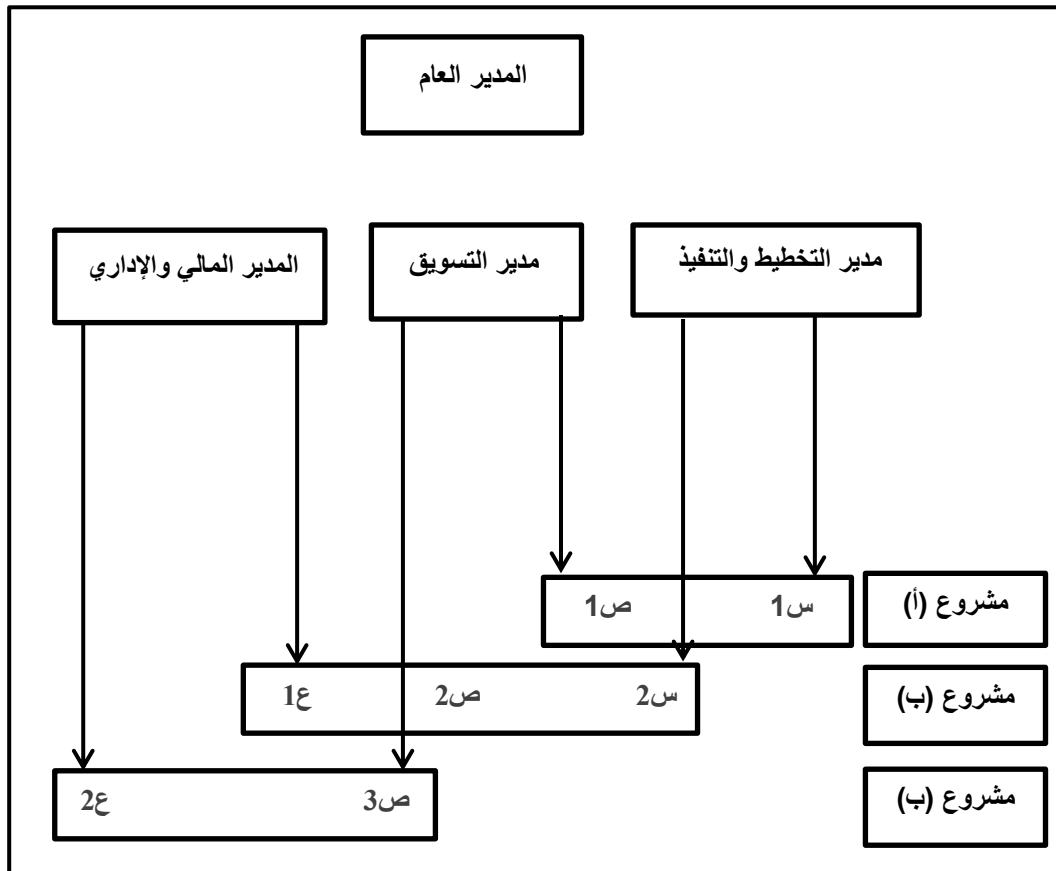 المدير العام
مدير التخطيط والتنفيذ
مدير التسويق
المدير المالي والإداري
مشروع (أ)
س1
ص1
مشروع (ب)
س2
ص2
ع1
مشروع (ب)
ص3
ع2